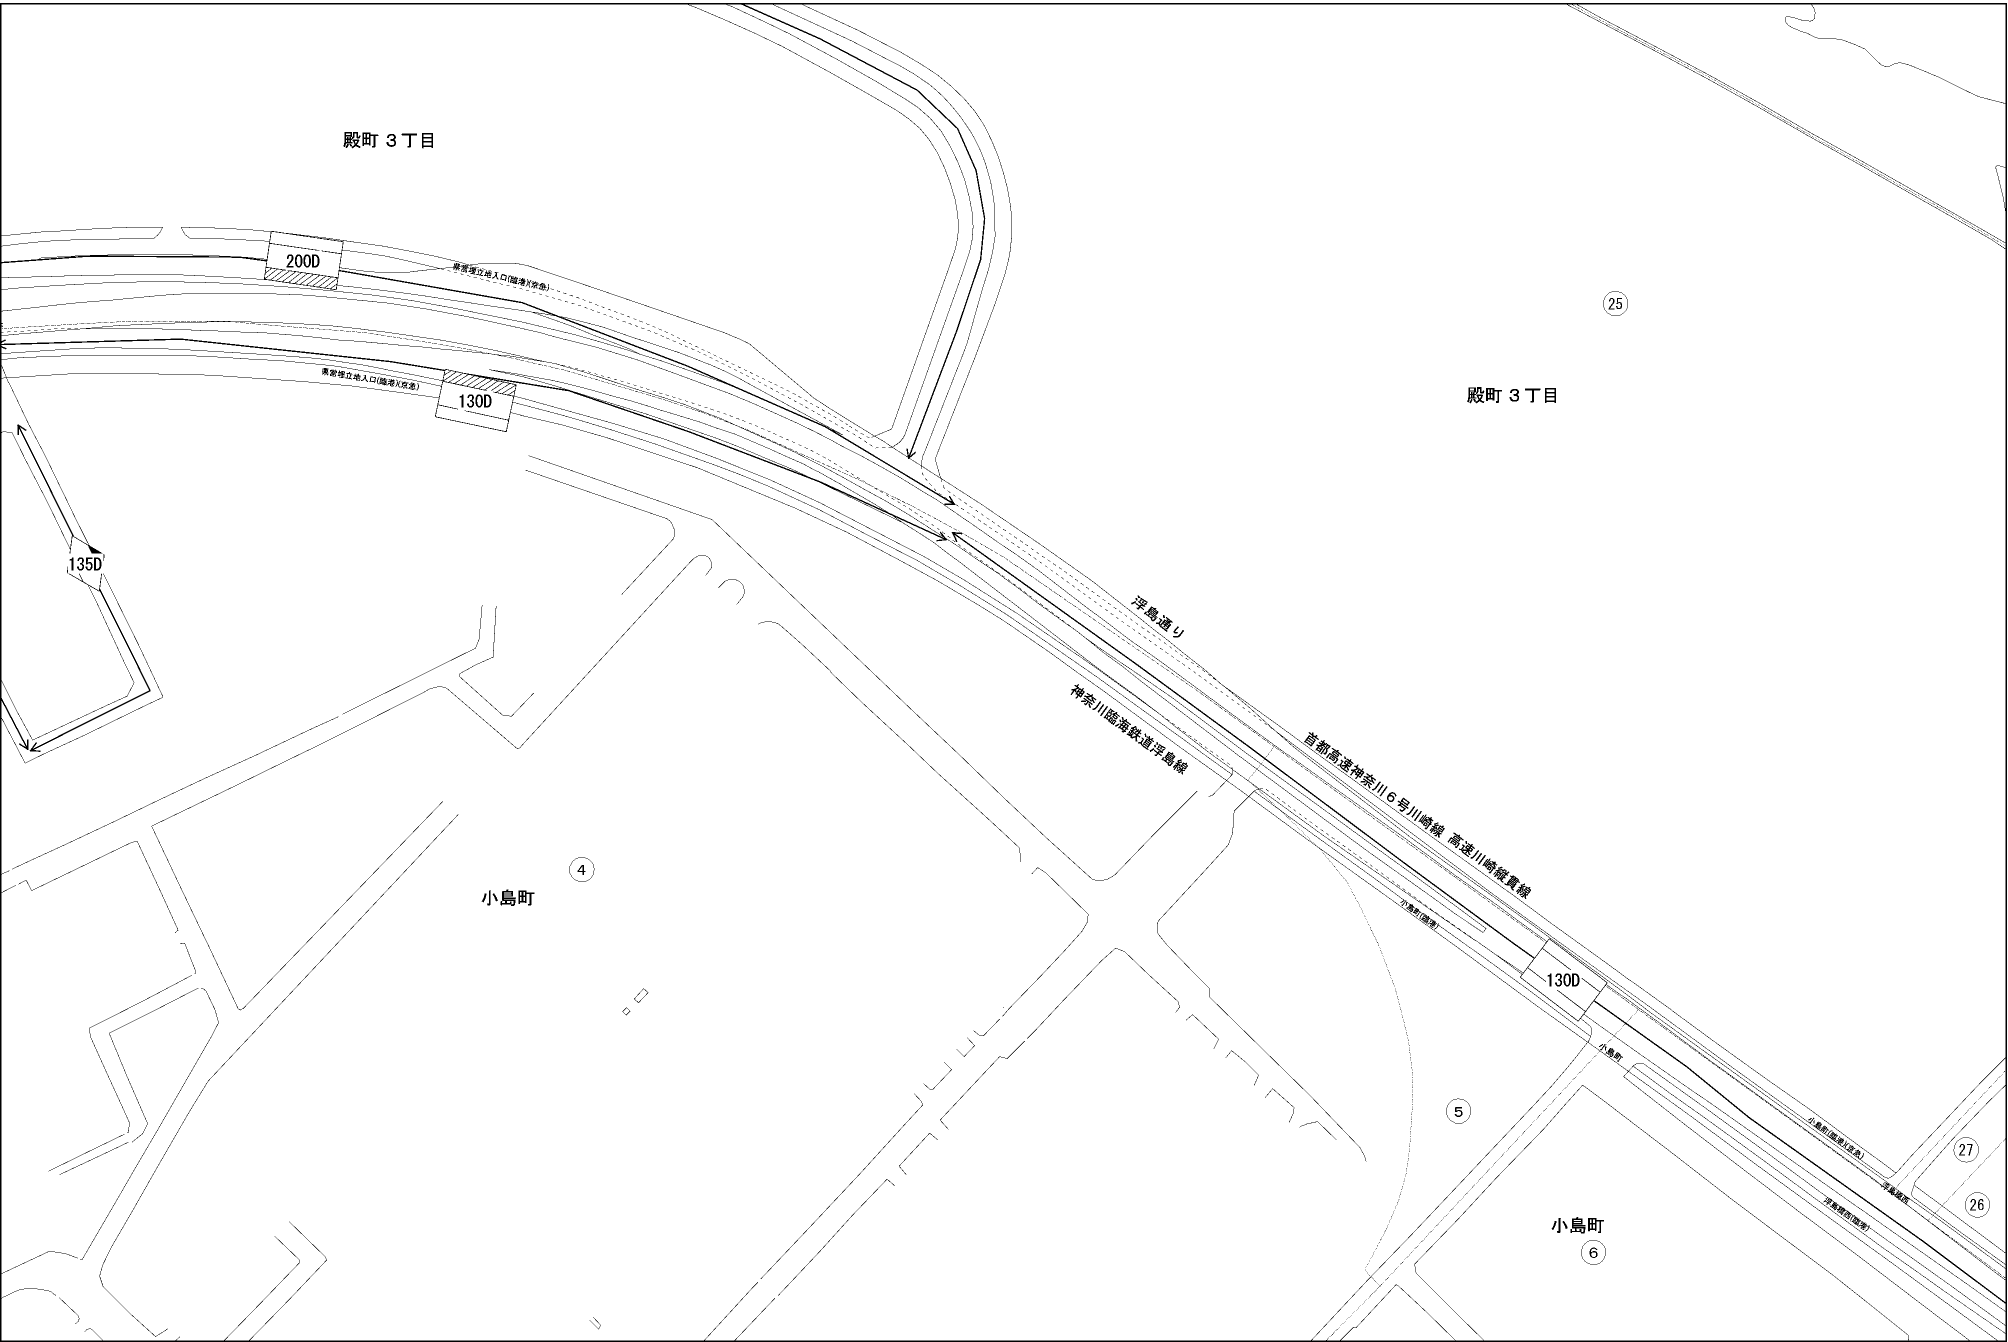 殿町３丁目
200D
県営埋立地入口(臨港)(京急)
25
県営埋立地入口(臨港)(京急)
130D
殿町３丁目
135D
浮島通り
神奈川臨海鉄道浮島線
首都高速神奈川６号川崎線 高速川崎縦貫線
4
小島町
小島町(臨港)
130D
小島町
5
小島町(臨港)(京急)
27
浮島橋西
26
浮島橋西(臨港)
小島町
6